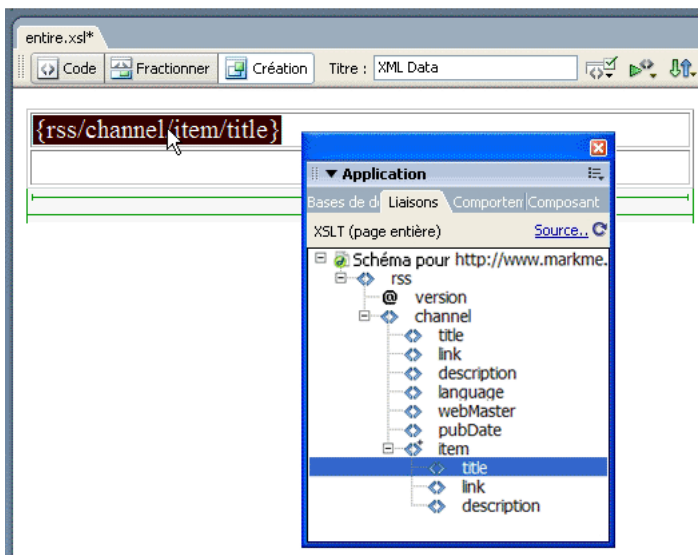 entire.xsl*
Code Fractionner Création Titre : XML Data
{rss/channel/item/title}
Application
Bases de d Liaisons Comportem Composant
XSLT (page entière) Source..
Schéma pour http://www.markme.
rss
@ version
channel
title
link
description
language
webMaster
pubDate
item
title
link
description